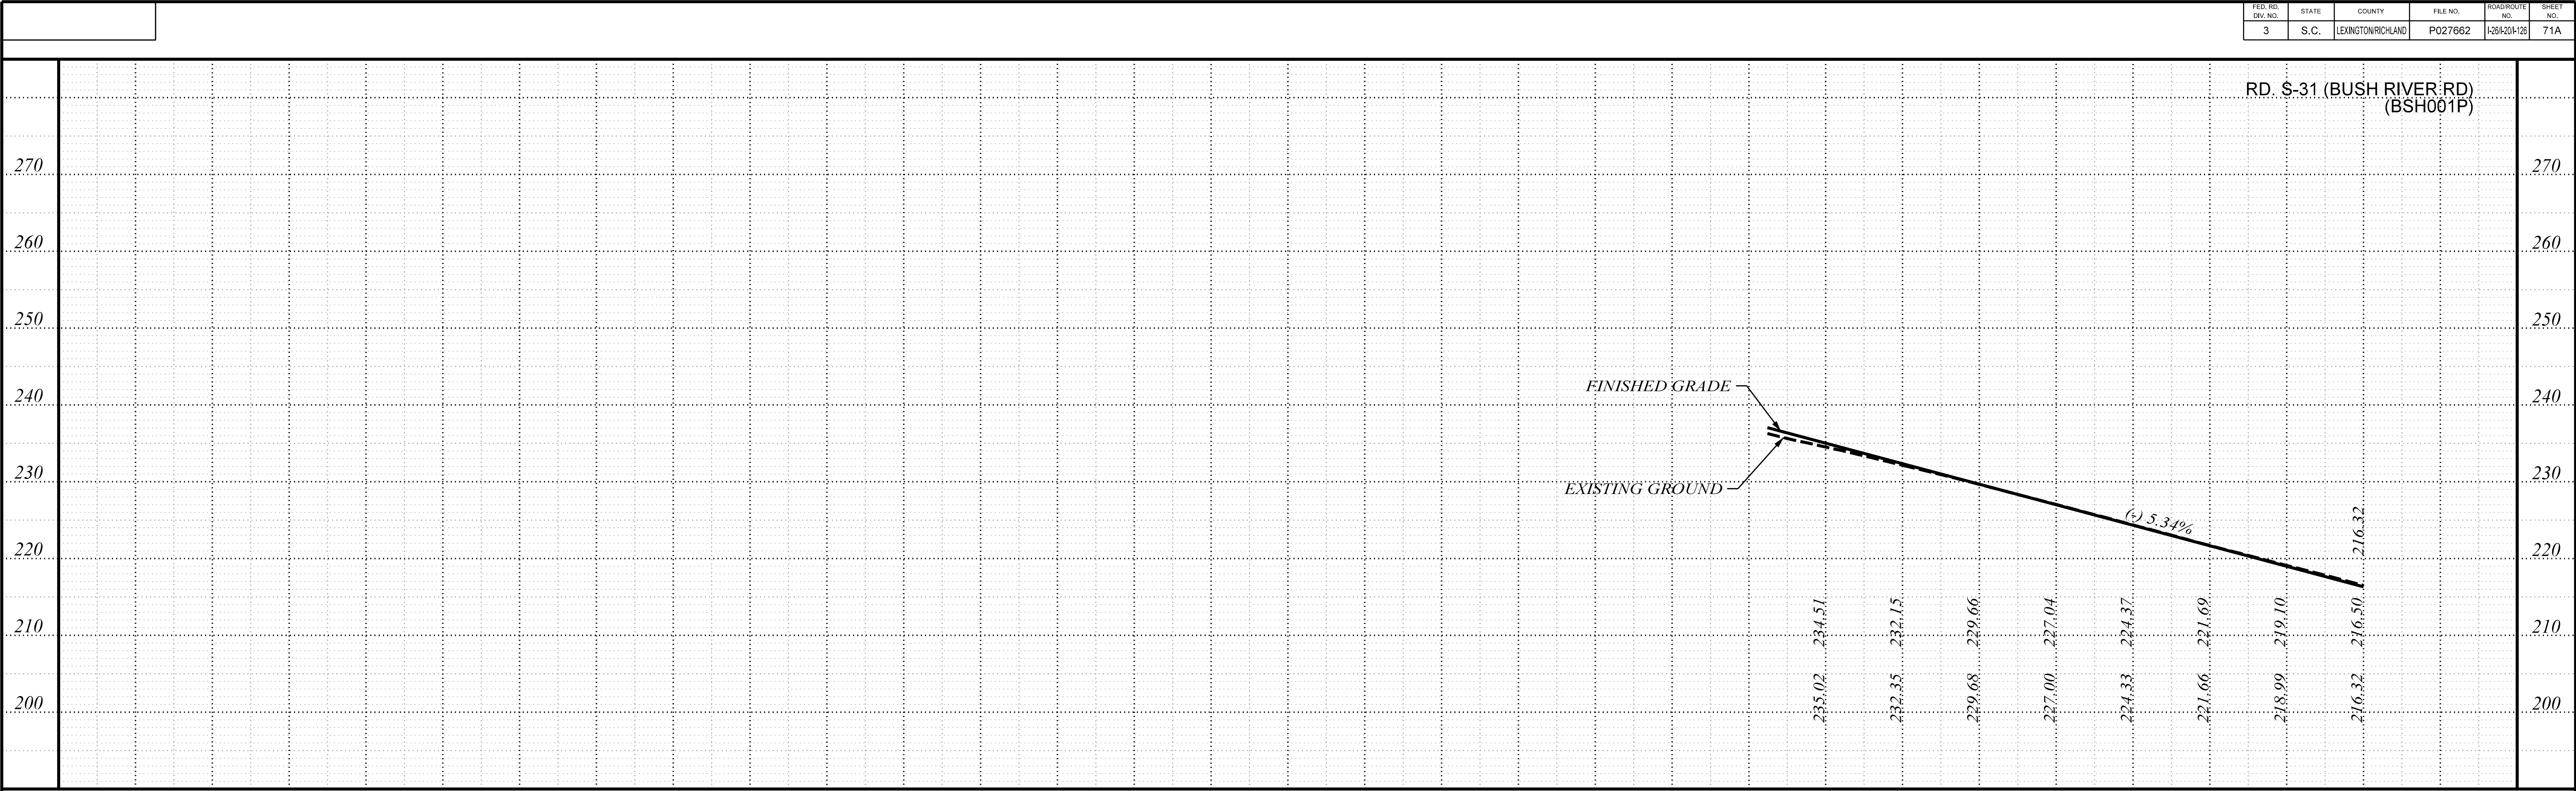 FED. RD. DIV. NO.
STATE
COUNTY
FILE NO.
ROAD/ROUTE NO.
SHEET NO.
3
S.C.
LEXINGTON/RICHLAND
P027662
I-26/I-20/I-126
71A
RD. S-31 (BUSH RIVER RD)
(BSH001P)
270
270
260
260
250
250
240
240
230
230
220
220
210
210
200
200
FINISHED GRADE
EXISTING GROUND
(-) 5.34%
216.32
234.51
232.15
229.66
227.04
224.37
221.69
219.10
216.50
235.02
232.35
229.68
227.00
224.33
221.66
218.99
216.32